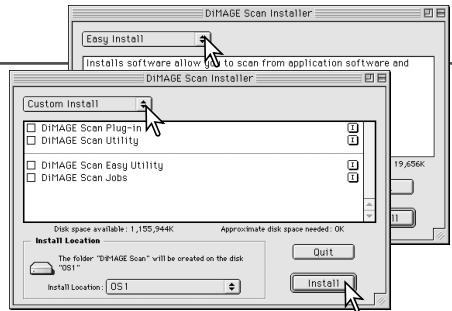 DiMAGE Scan Installer
Easy Install
Installs software allow you to scan from application software and
DiMAGE Scan Installer
Custom Install
DiMAGE Scan Plug-in
DiMAGE Scan Utility
DiMAGE Scan Easy Utility
DiMAGE Scan Jobs
19,656K
Disk space available: 1,155,944K Approximate disk space needed: 0K
Install Location
The folder "DiMAGE Scan" will be created on the disk
"OS1"
Install Location: OS1
Quit
Install